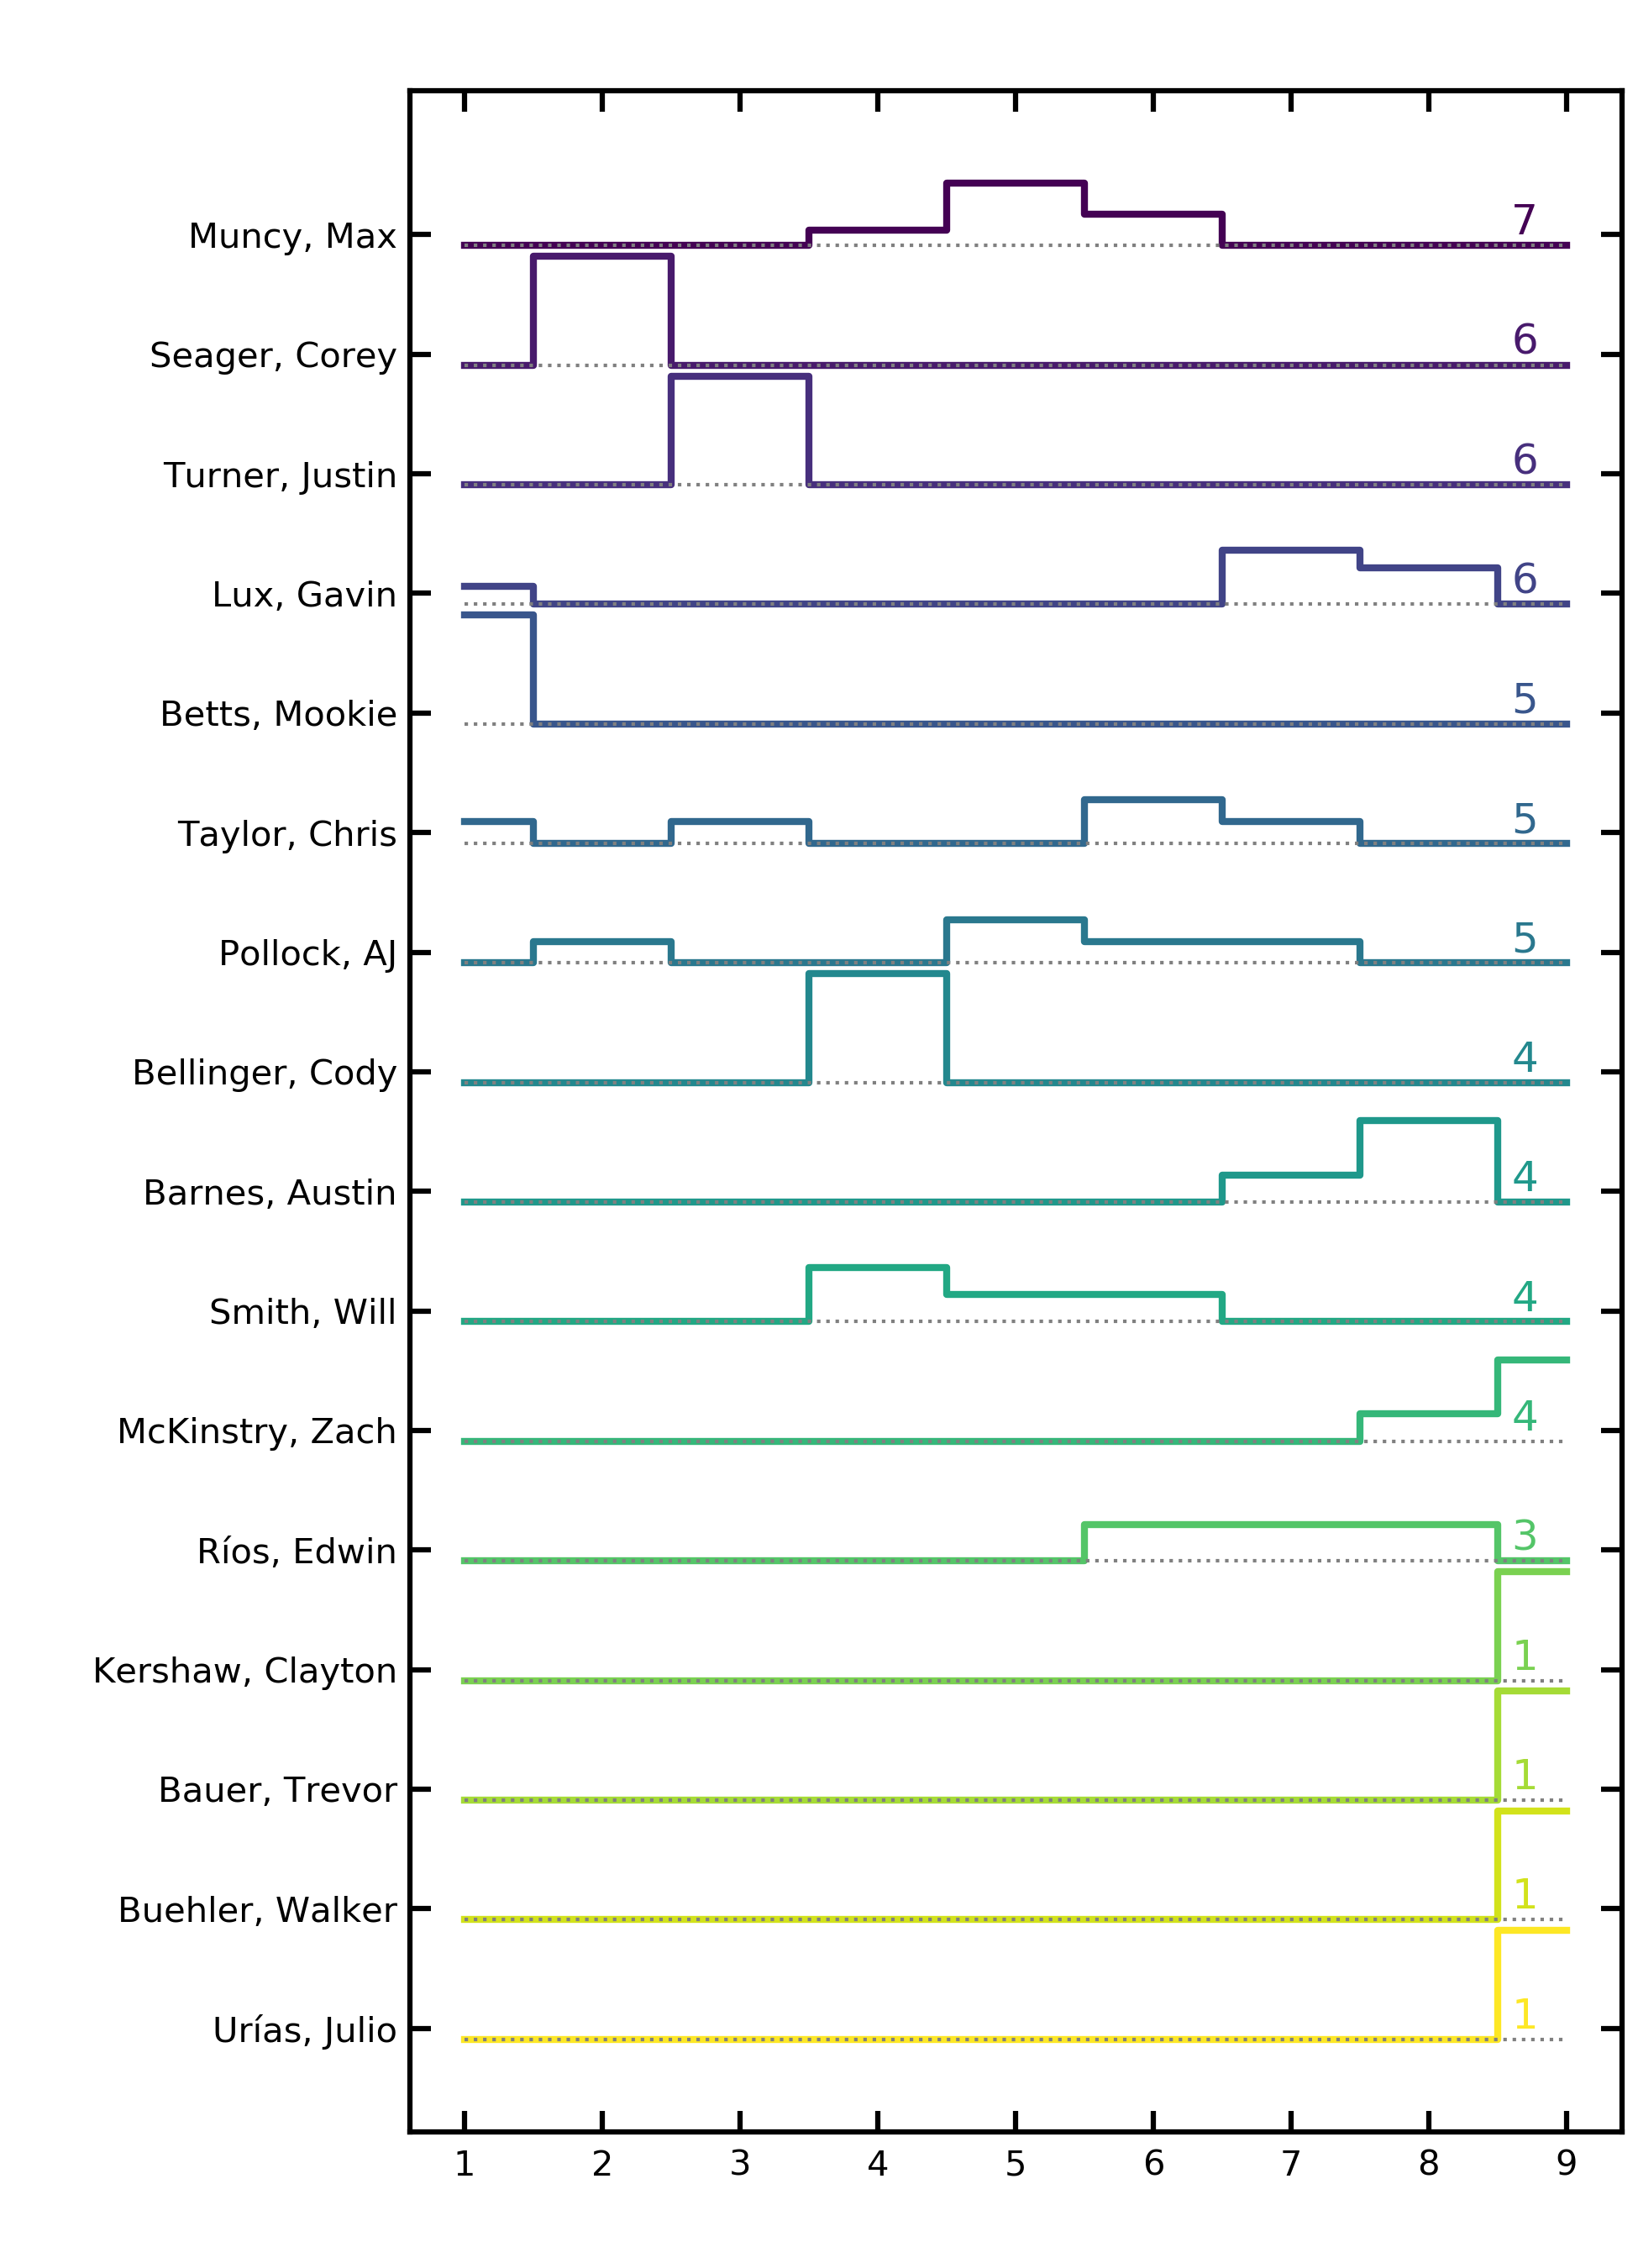 Muncy, Max 7
Seager, Corey 6
Turner, Justin 6
Lux, Gavin 6
Betts, Mookie 5
Taylor, Chris 5
Pollock, AJ 5
Bellinger, Cody 4
Barnes, Austin 4
Smith, Will 4
McKinstry, Zach 4
Ríos, Edwin 3
Kershaw, Clayton 1
Bauer, Trevor 1
Buehler, Walker 1
Urías, Julio 1
1 2 3 4 5 6 7 8 9